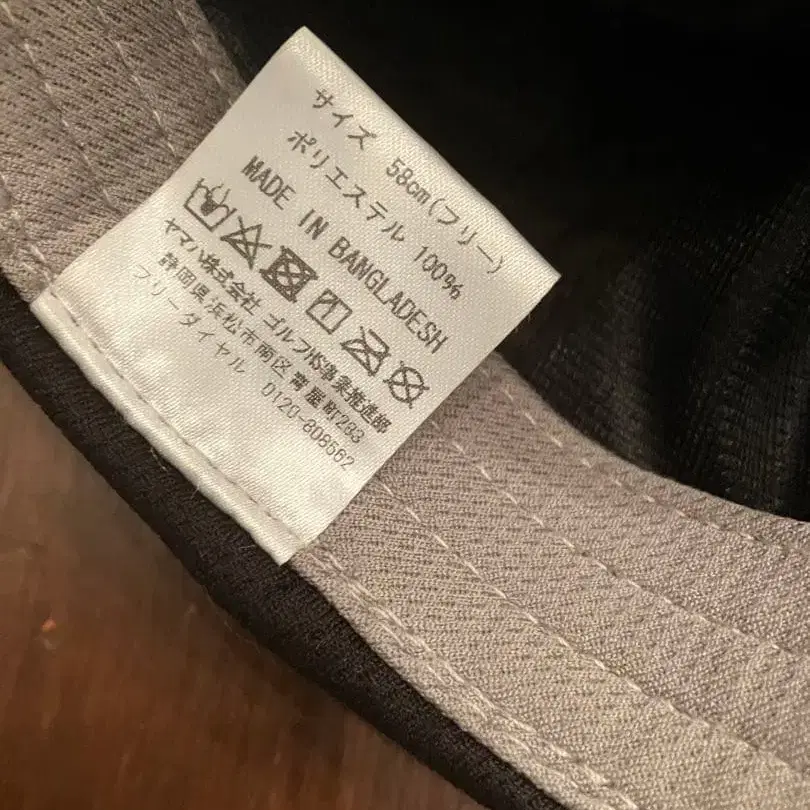 サイズ 58cm(フリー)
ポリエステル 100%
MADE IN BANGLADESH
ヤマハ株式会社 ゴルフHS事業推進部
静岡県浜松市南区 青屋町283
フリーダイヤル 0120-808562